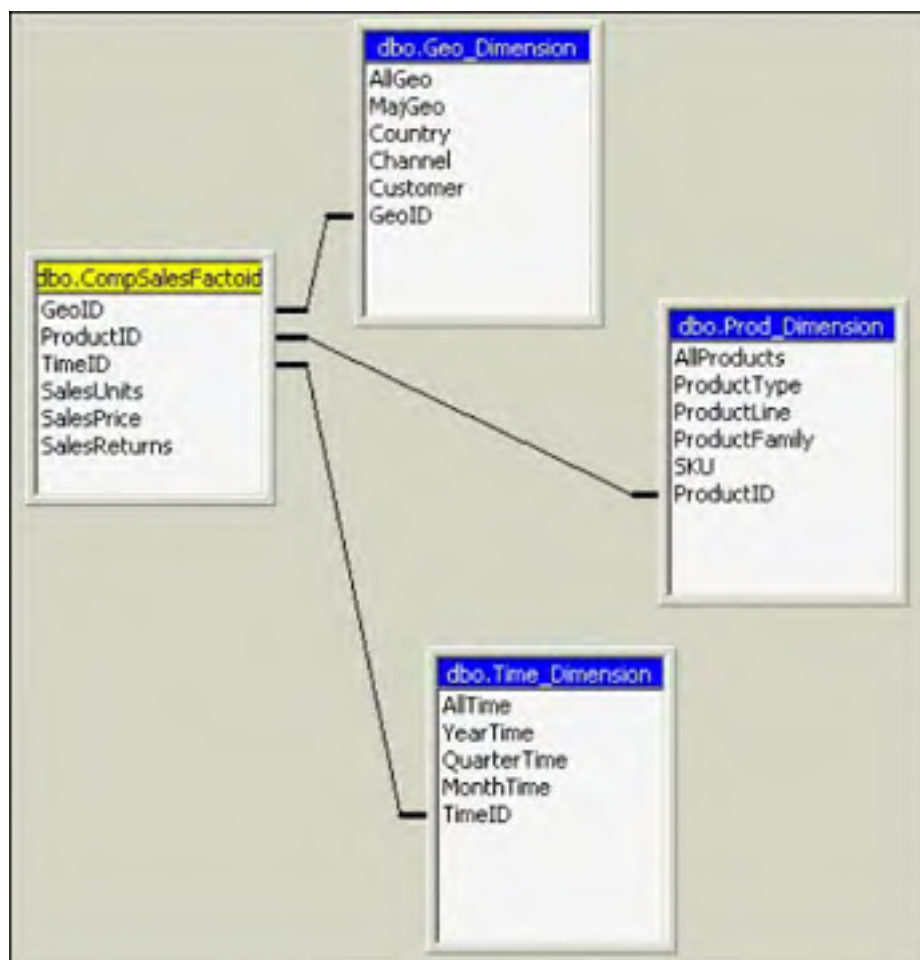 dbo.Geo_Dimension
AllGeo
MajGeo
Country
Channel
Customer
GeoID
dbo.CompSalesFactoid
GeoID
ProductID
TimeID
SalesUnits
SalesPrice
SalesReturns
dbo.Prod_Dimension
AllProducts
ProductType
ProductLine
ProductFamily
SKU
ProductID
dbo.Time_Dimension
AllTime
YearTime
QuarterTime
MonthTime
TimeID